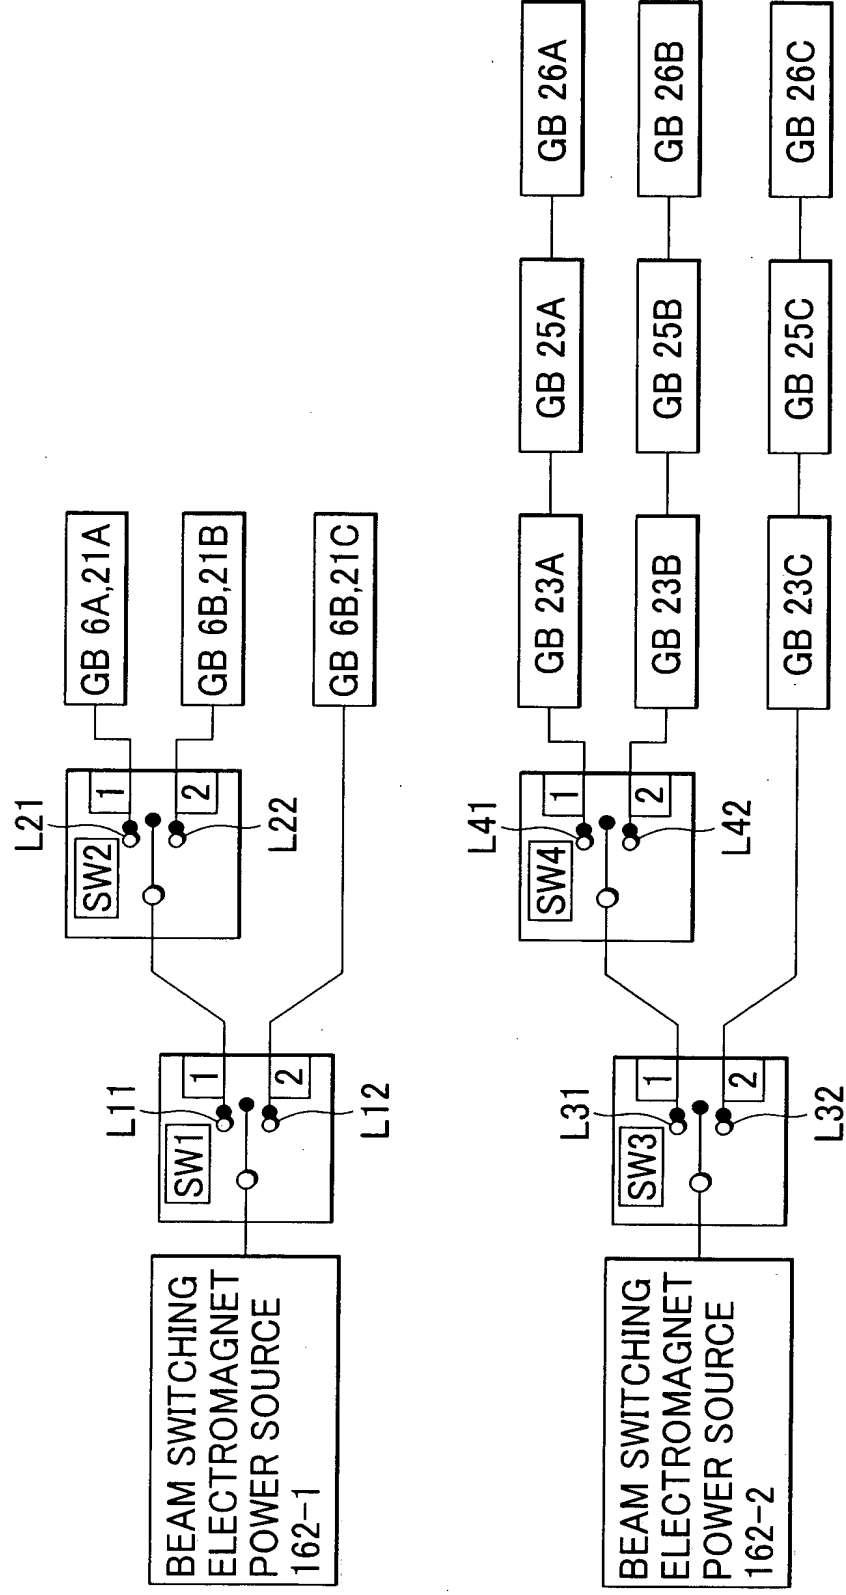 BEAM SWITCHING
ELECTROMAGNET
POWER SOURCE
162-1
SW1
1
2
L11
L12
SW2
1
2
L21
L22
GB 6A,21A
GB 6B,21B
GB 6B,21C
BEAM SWITCHING
ELECTROMAGNET
POWER SOURCE
162-2
SW3
1
2
L31
L32
SW4
1
2
L41
L42
GB 23A
GB 25A
GB 26A
GB 23B
GB 25B
GB 26B
GB 23C
GB 25C
GB 26C